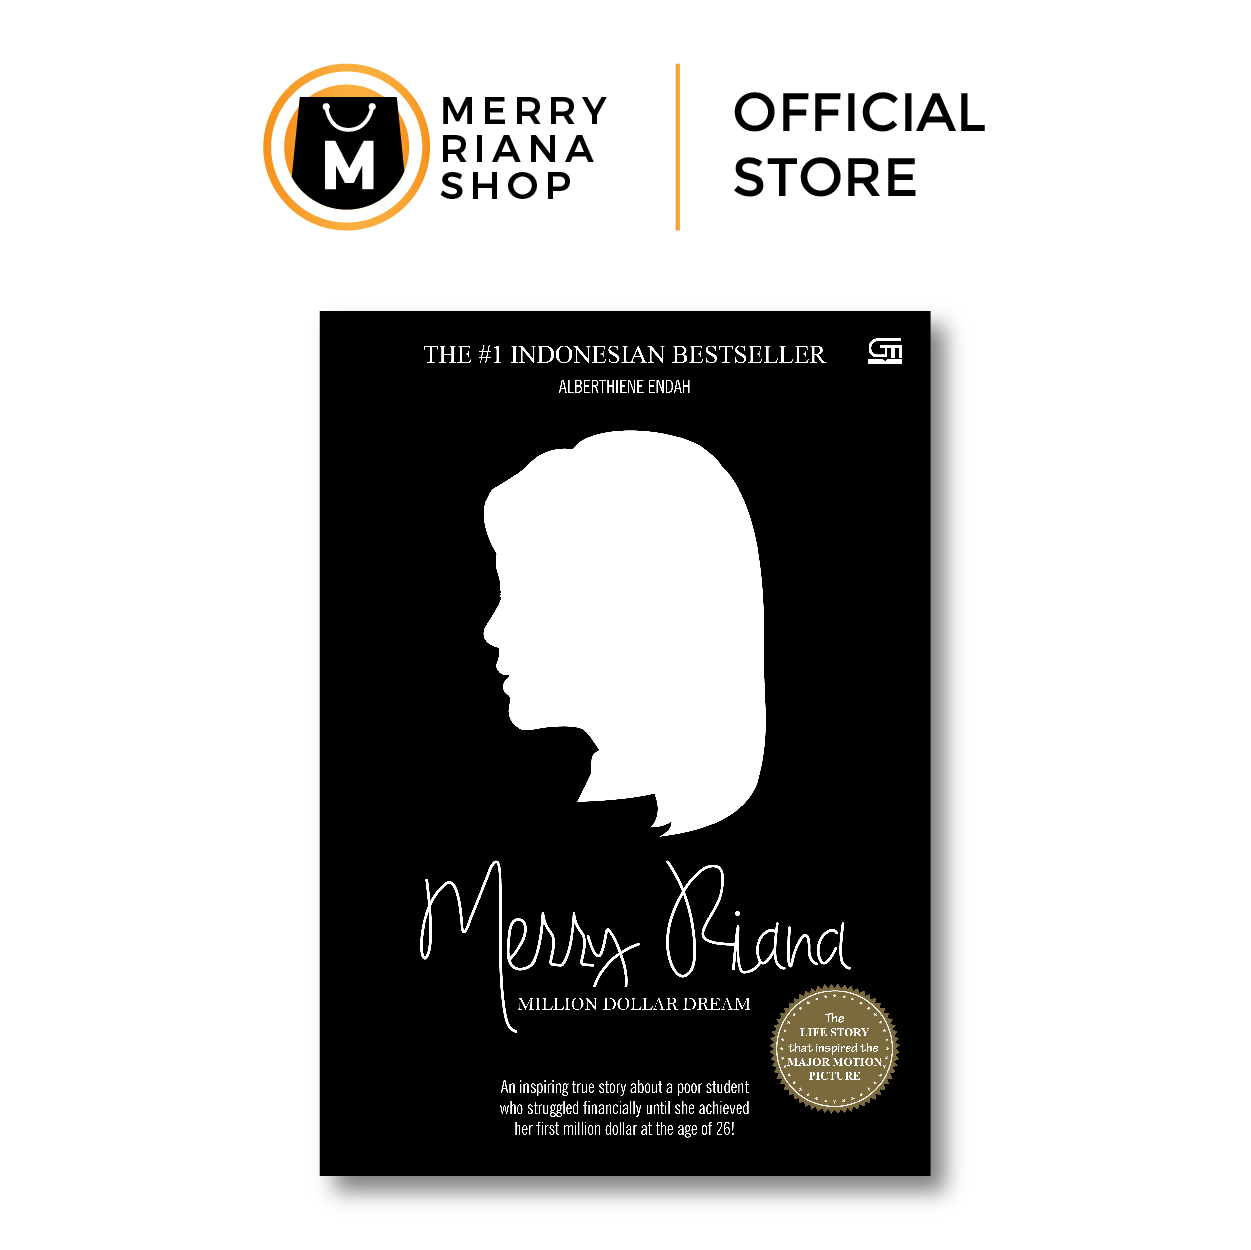 M
MERRY
RIANA
SHOP
OFFICIAL
STORE
THE #1 INDONESIAN BESTSELLER
ALBERTHIENE ENDAH
GM
Merry Riana
MILLION DOLLAR DREAM
The
LIFE STORY
that inspired the
MAJOR MOTION
PICTURE
An inspiring true story about a poor student
who struggled financially until she achieved
her first million dollar at the age of 26!